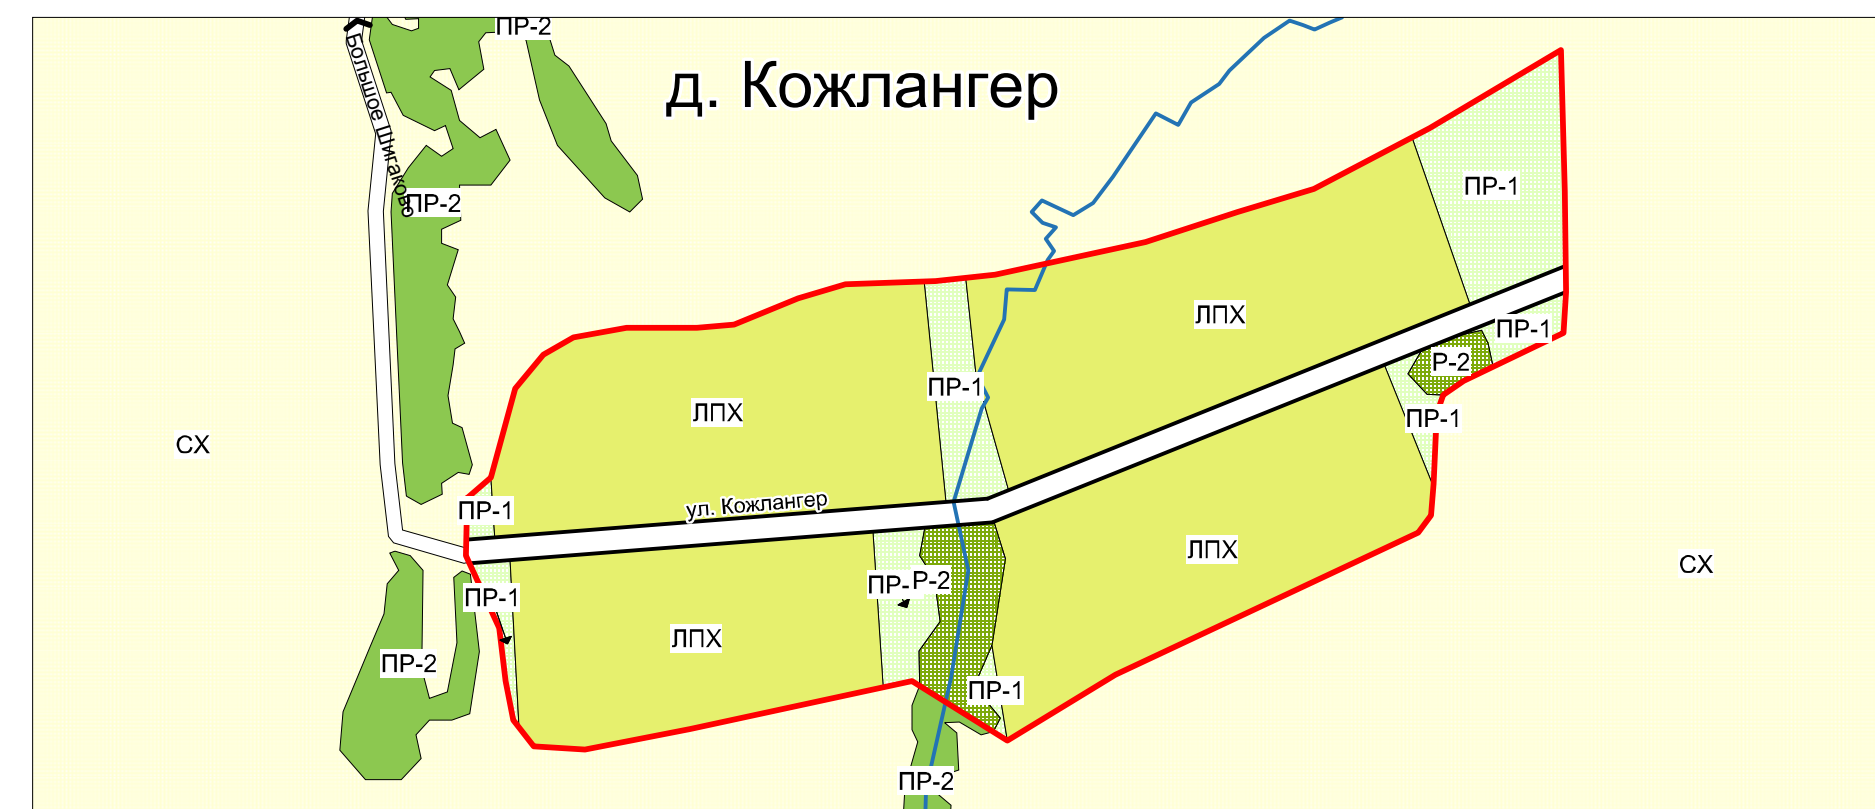 ПР-2
д. Кожлангер
Большое Шигаково
ПР-2
ПР-1
ЛПХ
ПР-1
Р-2
ПР-1
ЛПХ
ПР-1
СХ
ПР-1
ул. Кожлангер
ЛПХ
СХ
ПР-1
ПР-
Р-2
ЛПХ
ПР-2
ПР-1
ПР-2